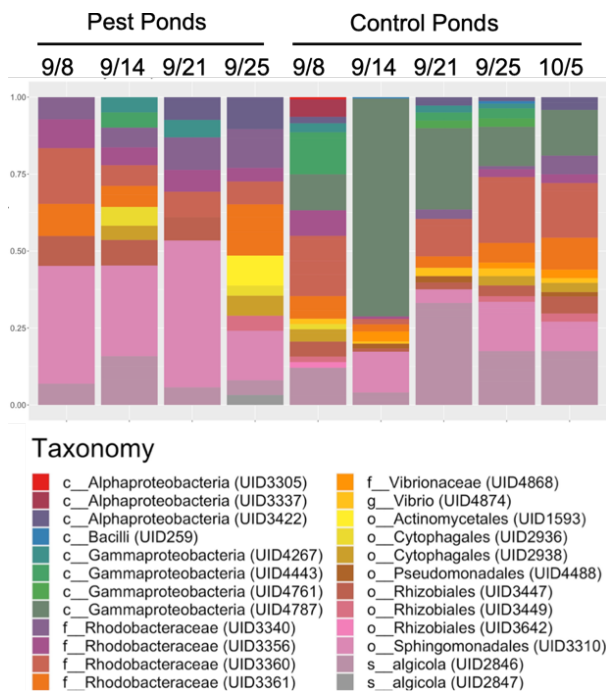 Pest Ponds Control Ponds
9/8 9/14 9/21 9/25 9/8 9/14 9/21 9/25 10/5
1.00
0.75
0.50
0.25
0.00
Taxonomy
c__Alphaproteobacteria (UID3305)
c__Alphaproteobacteria (UID3337)
c__Alphaproteobacteria (UID3422)
c__Bacilli (UID259)
c__Gammaproteobacteria (UID4267)
c__Gammaproteobacteria (UID4443)
c__Gammaproteobacteria (UID4761)
c__Gammaproteobacteria (UID4787)
f__Rhodobacteraceae (UID3340)
f__Rhodobacteraceae (UID3356)
f__Rhodobacteraceae (UID3360)
f__Rhodobacteraceae (UID3361)
f__Vibrionaceae (UID4868)
g__Vibrio (UID4874)
o__Actinomycetales (UID1593)
o__Cytophagales (UID2936)
o__Cytophagales (UID2938)
o__Pseudomonadales (UID4488)
o__Rhizobiales (UID3447)
o__Rhizobiales (UID3449)
o__Rhizobiales (UID3642)
o__Sphingomonadales (UID3310)
s__algicola (UID2846)
s__algicola (UID2847)